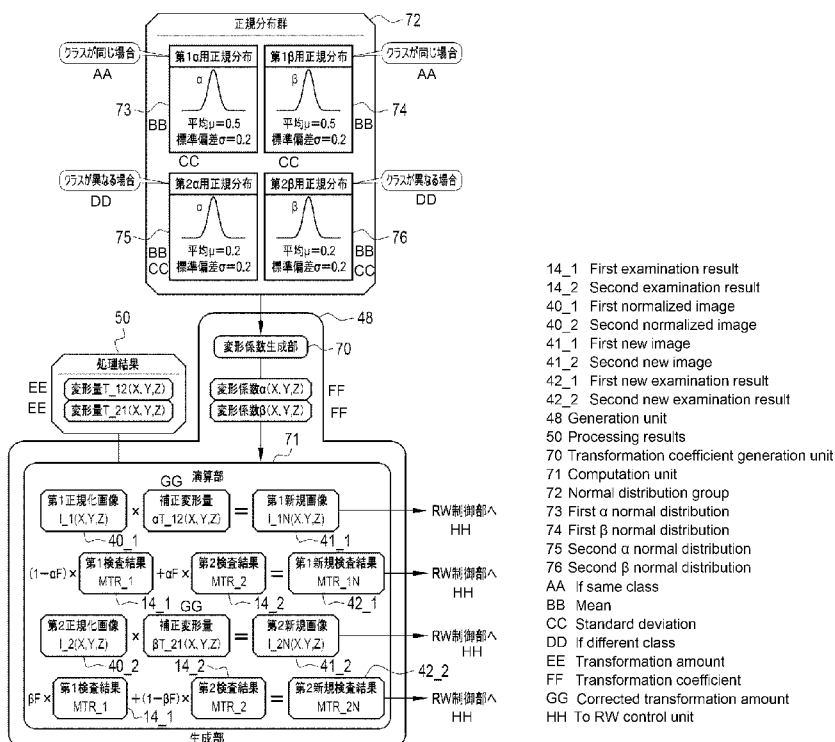 正規分布群
72
クラスが同じ場合
AA
第1α用正規分布
α
平均μ=0.5
標準偏差σ=0.2
73
BB
CC
第1β用正規分布
β
平均μ=0.5
標準偏差σ=0.2
クラスが同じ場合
AA
74
BB
CC
クラスが異なる場合
DD
第2α用正規分布
α
平均μ=0.2
標準偏差σ=0.2
75
BB
CC
第2β用正規分布
β
平均μ=0.2
標準偏差σ=0.2
クラスが異なる場合
DD
76
BB
CC
50
処理結果
EE 変形量T_12(X,Y,Z)
EE 変形量T_21(X,Y,Z)
48
変形係数生成部
70
変形係数α(X,Y,Z) FF
変形係数β(X,Y,Z) FF
71
GG 演算部
第1正規化画像 I_1(X,Y,Z) × 補正変形量 αT_α12(X,Y,Z) = 第1新規画像 I_1N(X,Y,Z) RW制御部へ
40_1 41_1 HH
(1-αF)× 第1検査結果 MTR_1 +αF× 第2検査結果 MTR_2 = 第1新規検査結果 MTR_1N RW制御部へ
14_1 14_2 42_1 HH
GG
第2正規化画像 I_2(X,Y,Z) × 補正変形量 βT_21(X,Y,Z) = 第2新規画像 I_2N(X,Y,Z) RW制御部へ
40_2 14_2 41_2 HH
42_2
βF× 第1検査結果 MTR_1 +(1-βF)× 第2検査結果 MTR_2 = 第2新規検査結果 MTR_2N RW制御部へ
14_1 HH
生成部
14_1 First examination result
14_2 Second examination result
40_1 First normalized image
40_2 Second normalized image
41_1 First new image
41_2 Second new image
42_1 First new examination result
42_2 Second new examination result
48 Generation unit
50 Processing results
70 Transformation coefficient generation unit
71 Computation unit
72 Normal distribution group
73 First α normal distribution
74 First β normal distribution
75 Second α normal distribution
76 Second β normal distribution
AA If same class
BB Mean
CC Standard deviation
DD If different class
EE Transformation amount
FF Transformation coefficient
GG Corrected transformation amount
HH To RW control unit